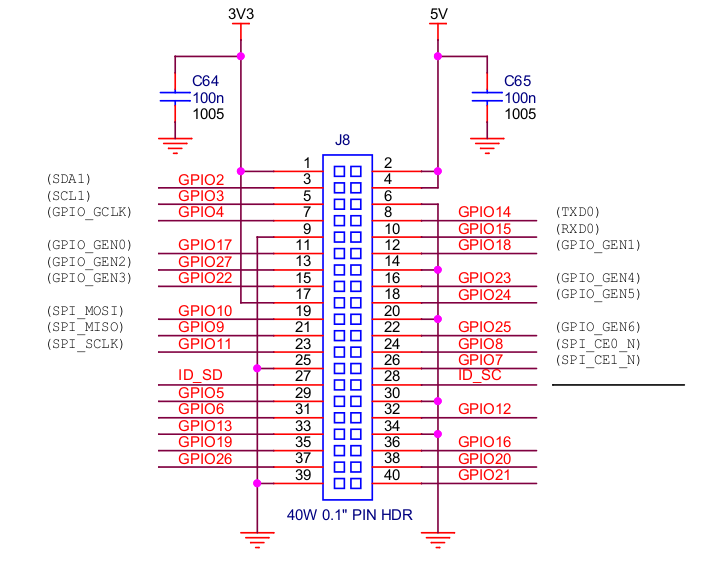 3V3 5V
C64 C65
100n 100n
1005 1005
J8
1 2
(SDA1) GPIO2 3 4
(SCL1) GPIO3 5 6
(GPIO_GCLK) GPIO4 7 8 GPIO14 (TXD0)
9 10 GPIO15 (RXD0)
(GPIO_GEN0) GPIO17 11 12 GPIO18 (GPIO_GEN1)
(GPIO_GEN2) GPIO27 13 14
(GPIO_GEN3) GPIO22 15 16 GPIO23 (GPIO_GEN4)
17 18 GPIO24 (GPIO_GEN5)
(SPI_MOSI) GPIO10 19 20
(SPI_MISO) GPIO9 21 22 GPIO25 (GPIO_GEN6)
(SPI_SCLK) GPIO11 23 24 GPIO8 (SPI_CE0_N)
25 26 GPIO7 (SPI_CE1_N)
ID_SD 27 28 ID_SC
GPIO5 29 30
GPIO6 31 32 GPIO12
GPIO13 33 34
GPIO19 35 36 GPIO16
GPIO26 37 38 GPIO20
39 40 GPIO21
40W 0.1" PIN HDR